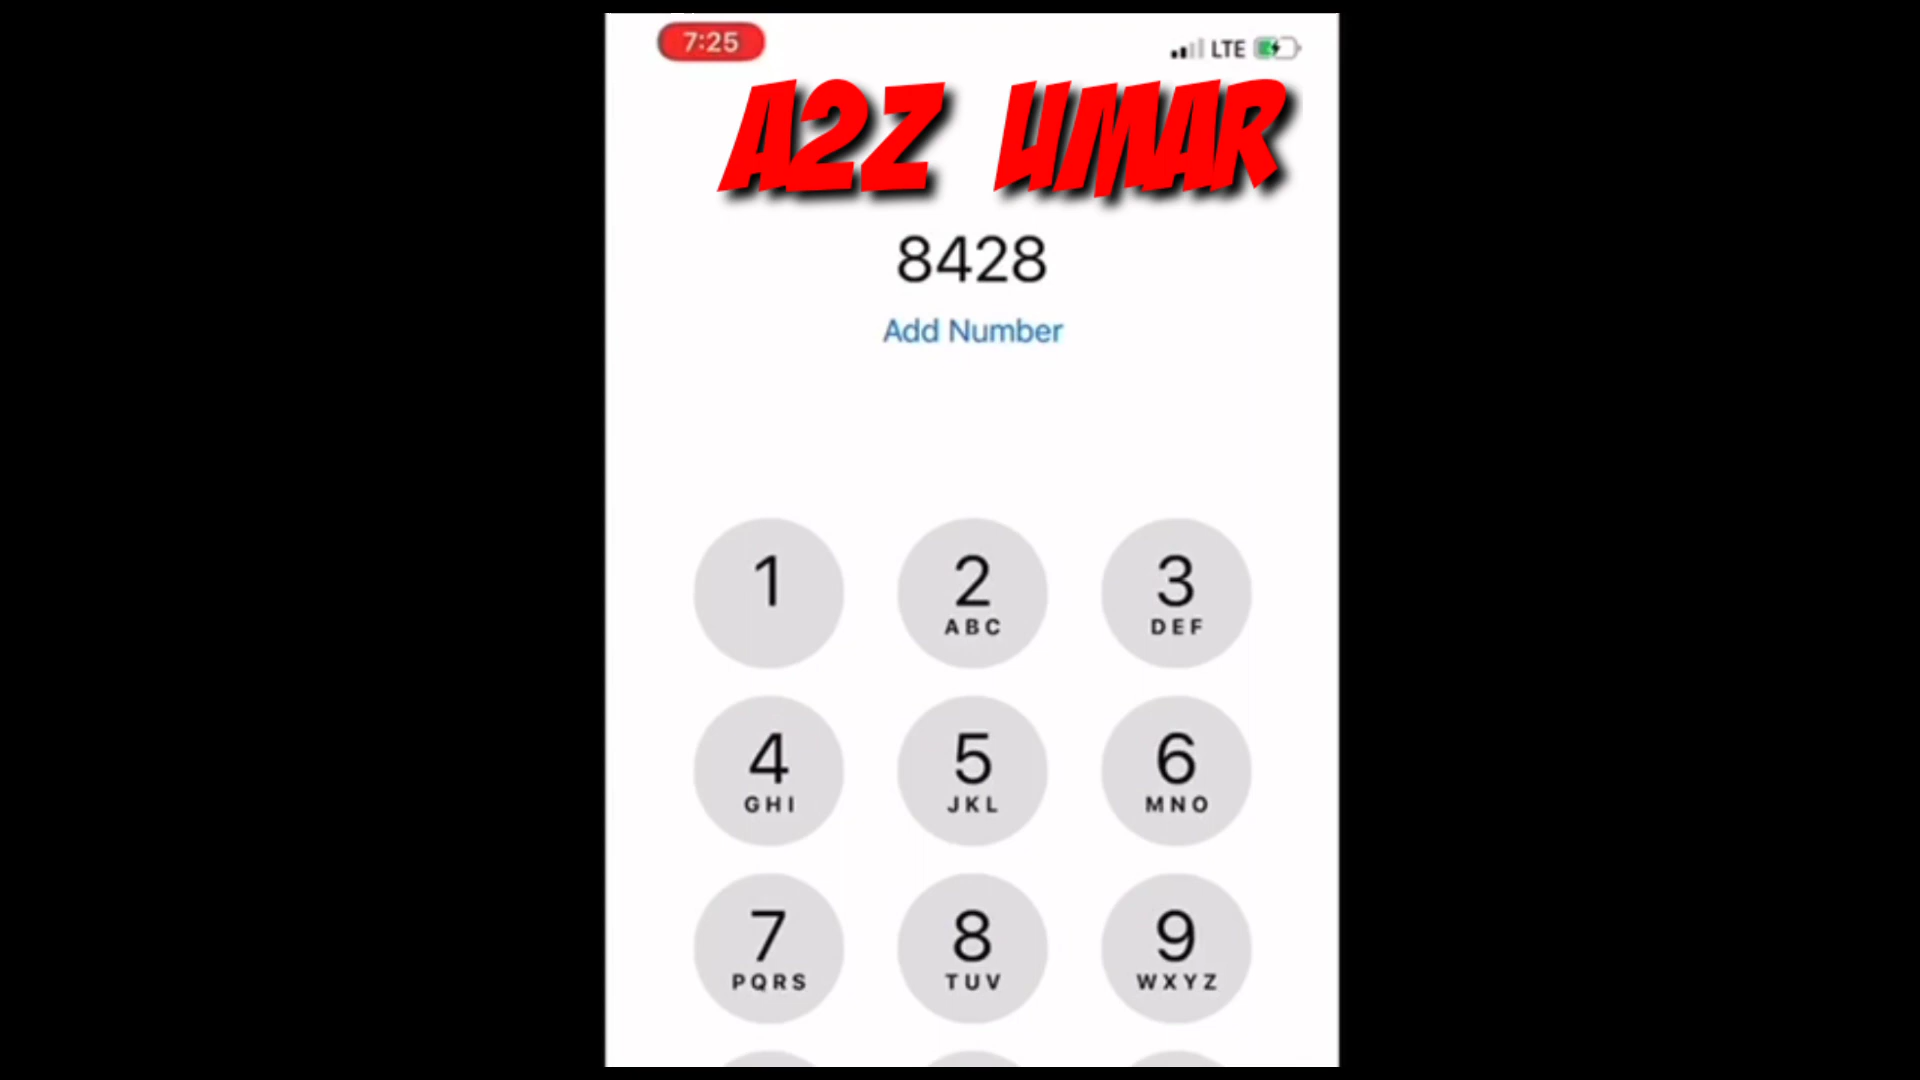 7:25 LTE
A2Z UMAR
8428
Add Number
1 2 3
ABC DEF
4 5 6
GHI JKL MNO
7 8 9
PQRS TUV WXYZ